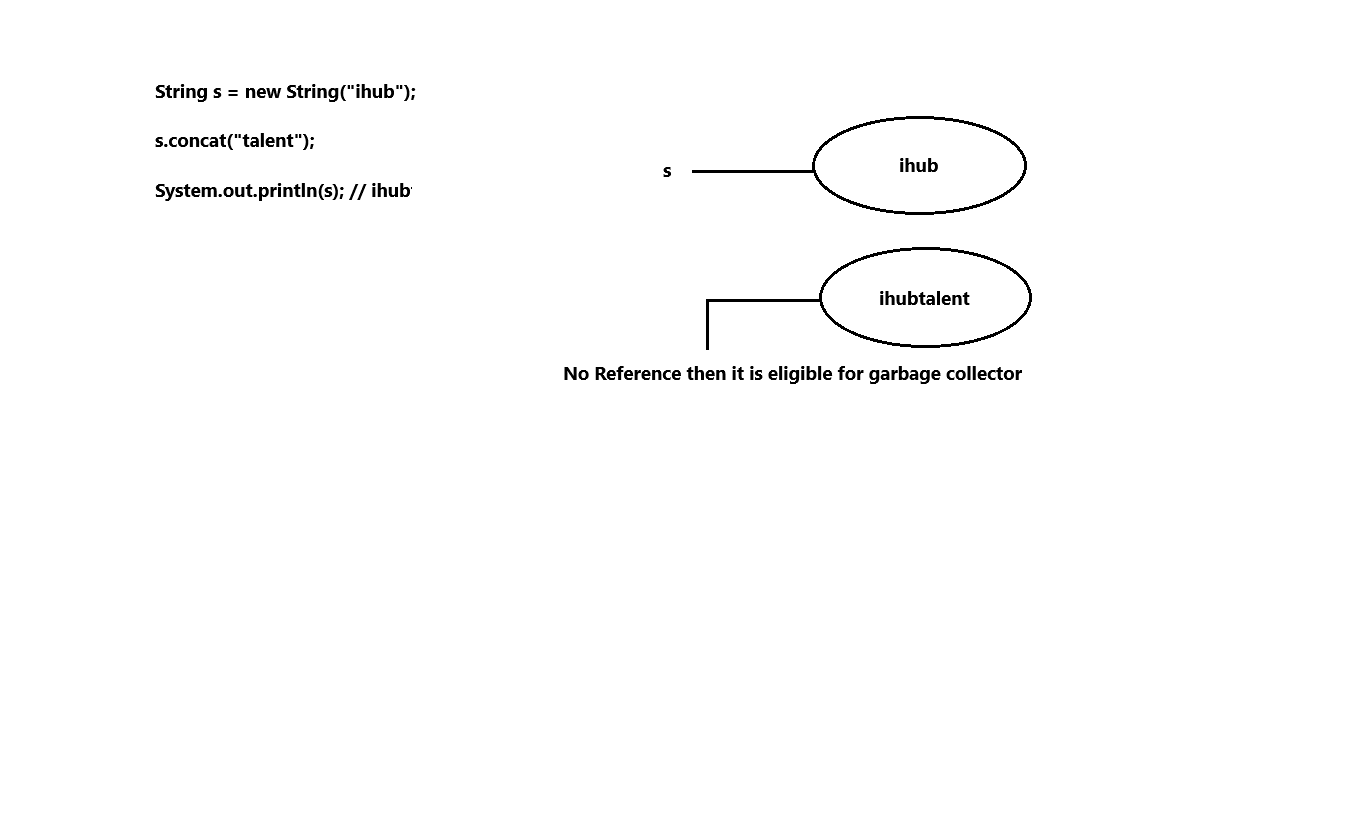 String s = new String("ihub");
s.concat("talent");
System.out.println(s); // ihub
s
ihub
ihubtalent
No Reference then it is eligible for garbage collector